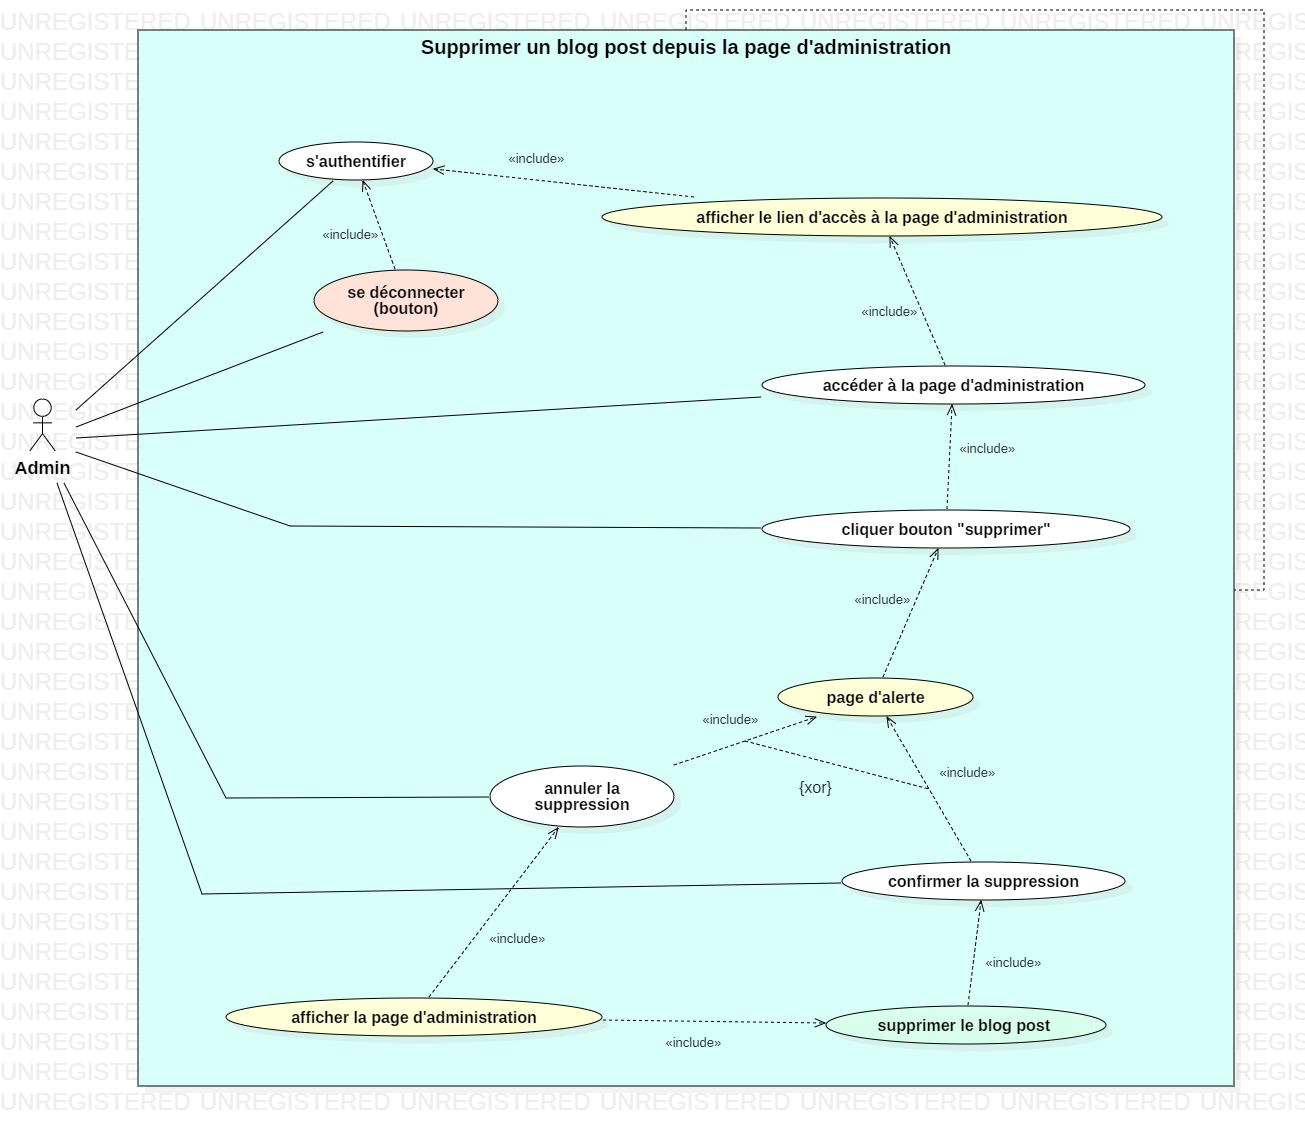 UNREGISTERED UNREGISTERED UNREGISTERED UNREGISTERED UNREGISTERED UNREGISTERED UNREGIS
Supprimer un blog post depuis la page d'administration
s'authentifier
«include»
afficher le lien d'accès à la page d'administration
«include»
se déconnecter
(bouton)
«include»
accéder à la page d'administration
Admin
«include»
cliquer bouton "supprimer"
«include»
page d'alerte
«include»
«include»
{xor}
annuler la
suppression
confirmer la suppression
«include»
«include»
afficher la page d'administration
supprimer le blog post
«include»
UNREGISTERED UNREGISTERED UNREGISTERED UNREGISTERED UNREGISTERED UNREGISTERED UNREGIS